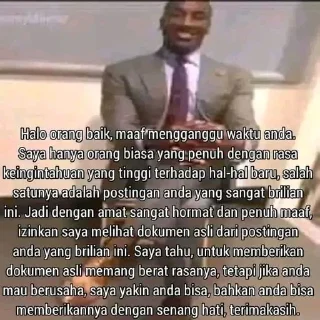 Halo orang baik, maaf mengganggu waktu anda.
Saya hanya orang biasa yang penuh dengan rasa
keingintahuan yang tinggi terhadap hal-hal baru, salah
satunya adalah postingan anda yang sangat brilian
ini. Jadi dengan amat sangat hormat dan penuh maaf,
izinkan saya melihat dokumen asli dari postingan
anda yang brilian ini. Saya tahu, untuk memberikan
dokumen asli memang berat rasanya, tetapi jika anda
mau berusaha, saya yakin anda bisa, bahkan anda bisa
memberikannya dengan senang hati, terimakasih.